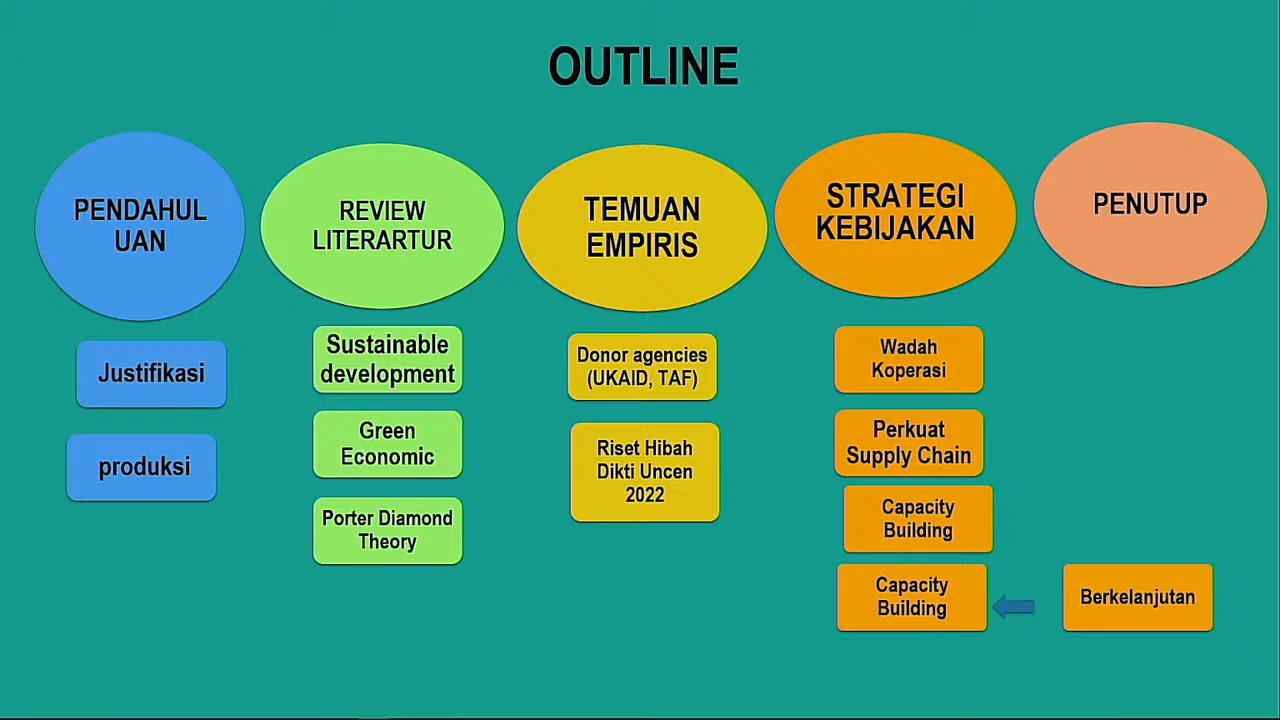 OUTLINE
PENDAHUL
UAN
Justifikasi
produksi
REVIEW
LITERARTUR
Sustainable
development
Green
Economic
Porter Diamond
Theory
TEMUAN
EMPIRIS
Donor agencies
(UKAID, TAF)
Riset Hibah
Dikti Uncen
2022
STRATEGI
KEBIJAKAN
Wadah
Koperasi
Perkuat
Supply Chain
Capacity
Building
Capacity
Building
PENUTUP
Berkelanjutan